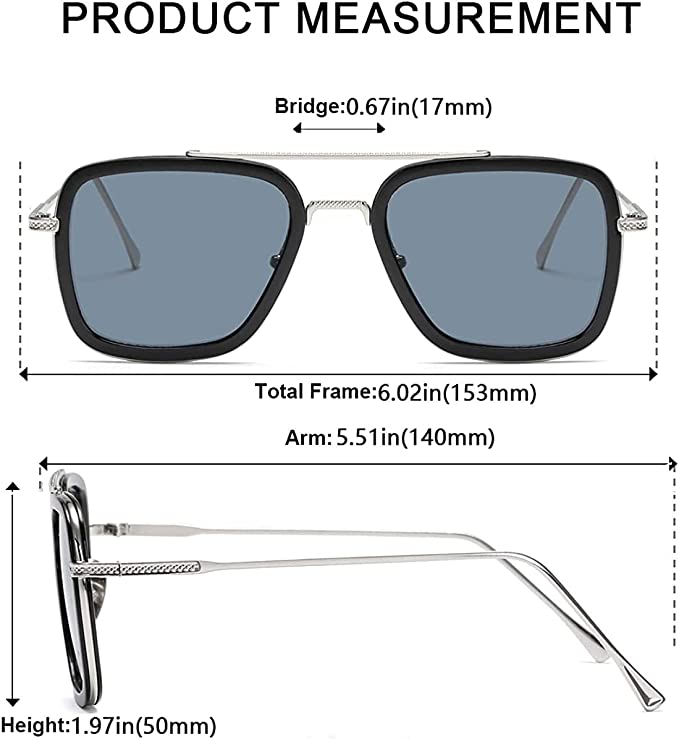 PRODUCT MEASUREMENT
Bridge:0.67in(17mm)
Total Frame:6.02in(153mm)
Arm:5.51in(140mm)
Height:1.97in(50mm)